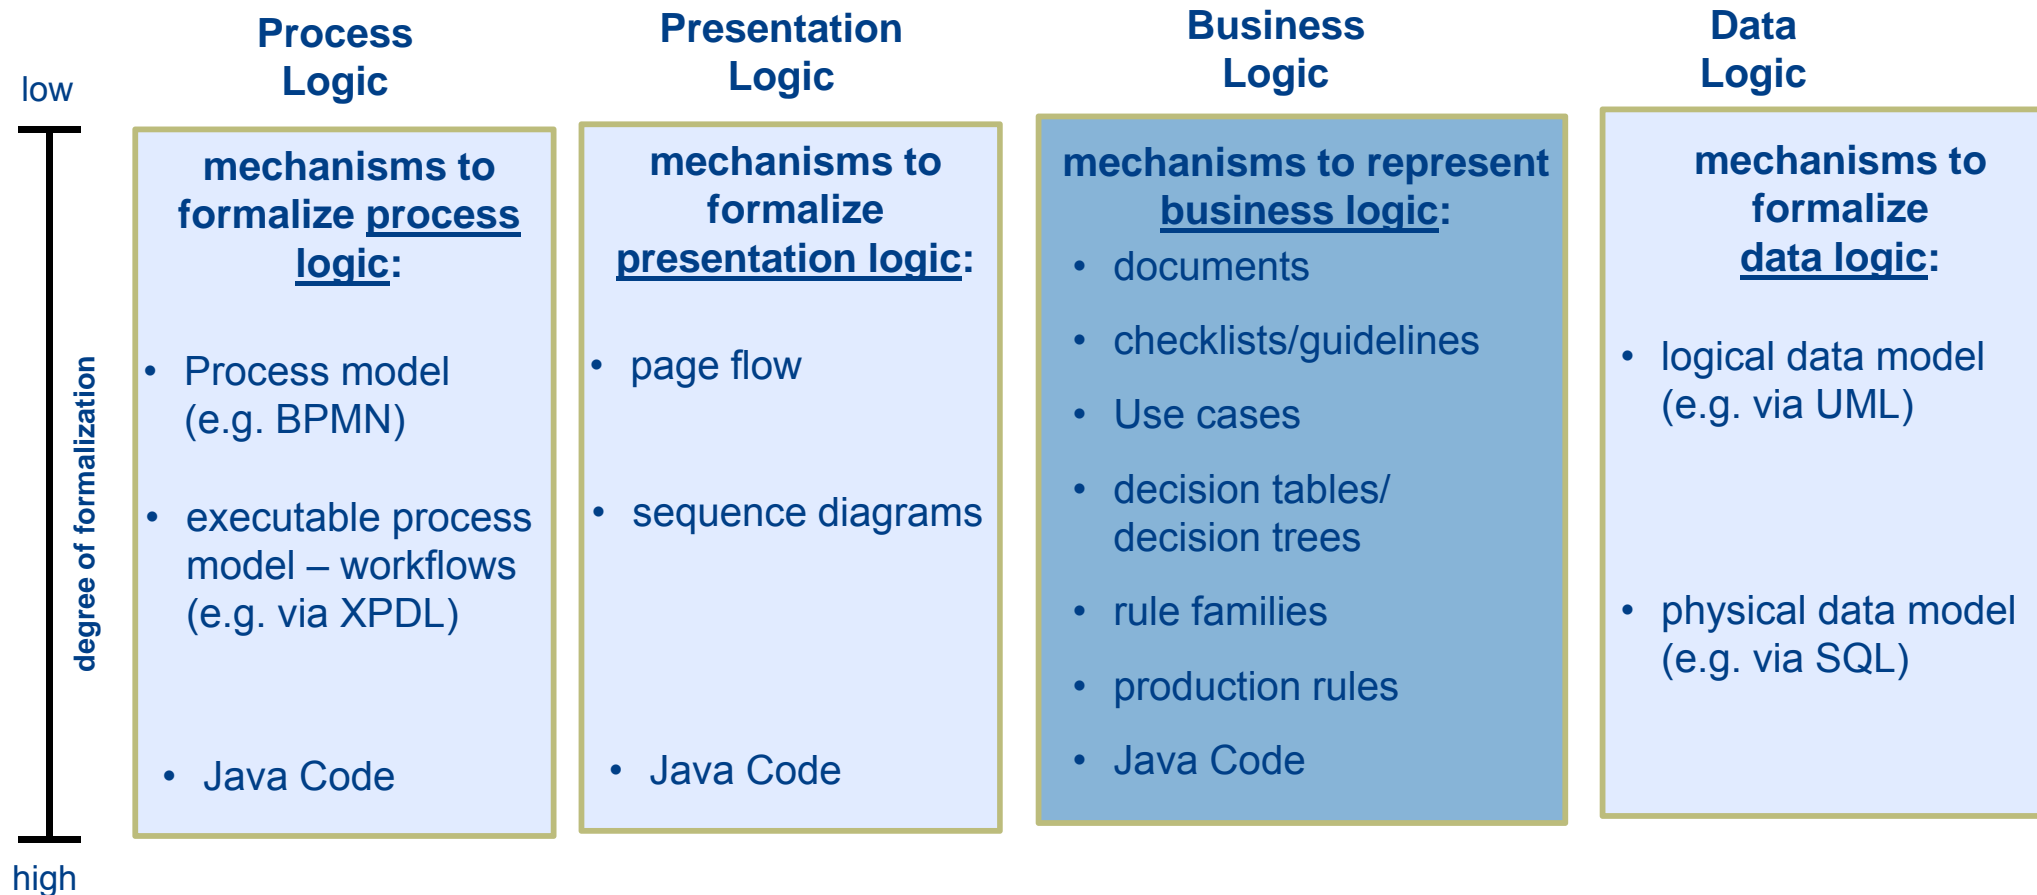 Process
Logic
Presentation
Logic
Business
Logic
Data
Logic
low
degree of formalization
high
mechanisms to
formalize process
logic:
• Process model
(e.g. BPMN)
• executable process
model – workflows
(e.g. via XPDL)
• Java Code
mechanisms to
formalize
presentation logic:
• page flow
• sequence diagrams
• Java Code
mechanisms to represent
business logic:
• documents
• checklists/guidelines
• Use cases
• decision tables/
decision trees
• rule families
• production rules
• Java Code
mechanisms to
formalize
data logic:
• logical data model
(e.g. via UML)
• physical data model
(e.g. via SQL)